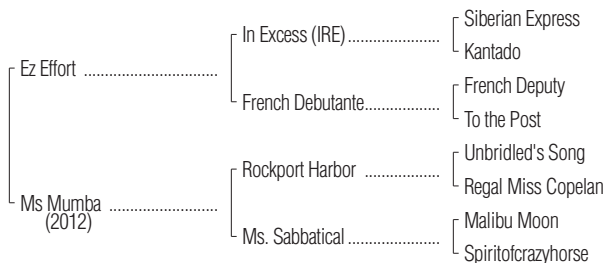 Siberian Express
In Excess (IRE) ......................
Kantado
Ez Effort ................................
French Deputy
French Debutante..................
To the Post
Unbridled's Song
Rockport Harbor ..................
Regal Miss Copelan
Ms Mumba ..........................
(2012)
Malibu Moon
Ms. Sabbatical ......................
Spiritofcrazyhorse